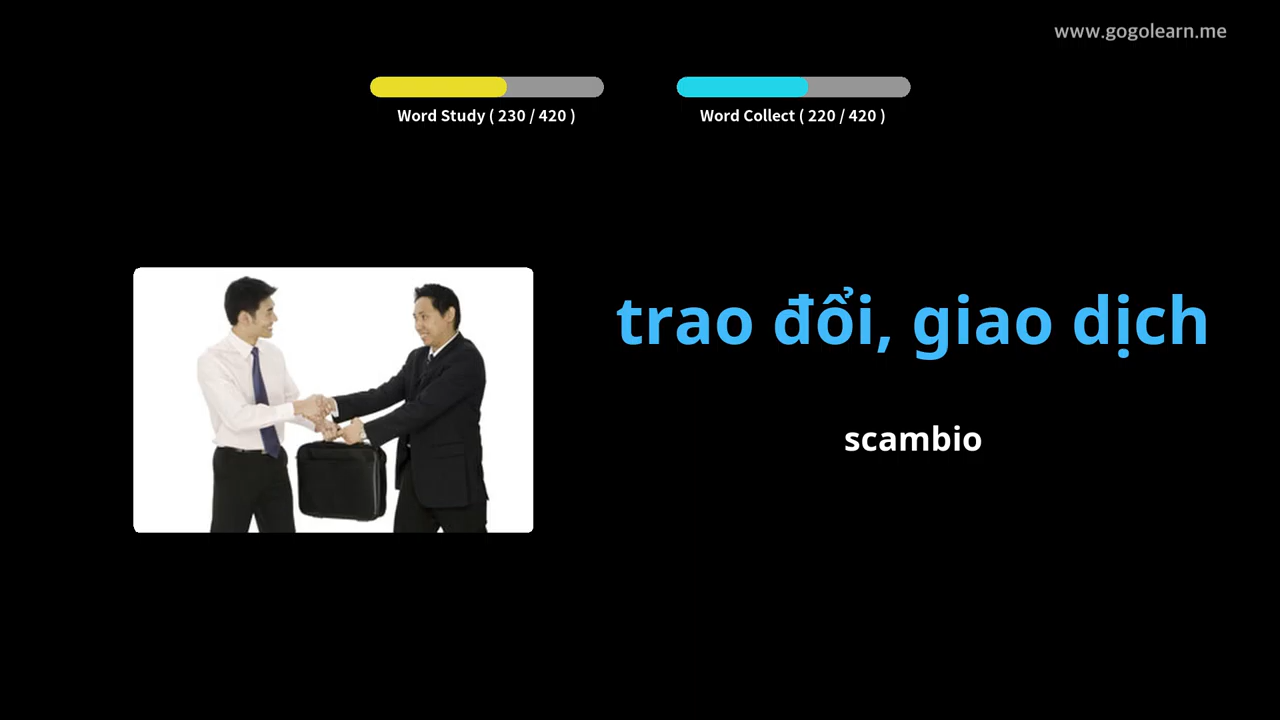 www.gogolearn.me
Word Study ( 230 / 420 )
Word Collect ( 220 / 420 )
trao đổi, giao dịch
scambio